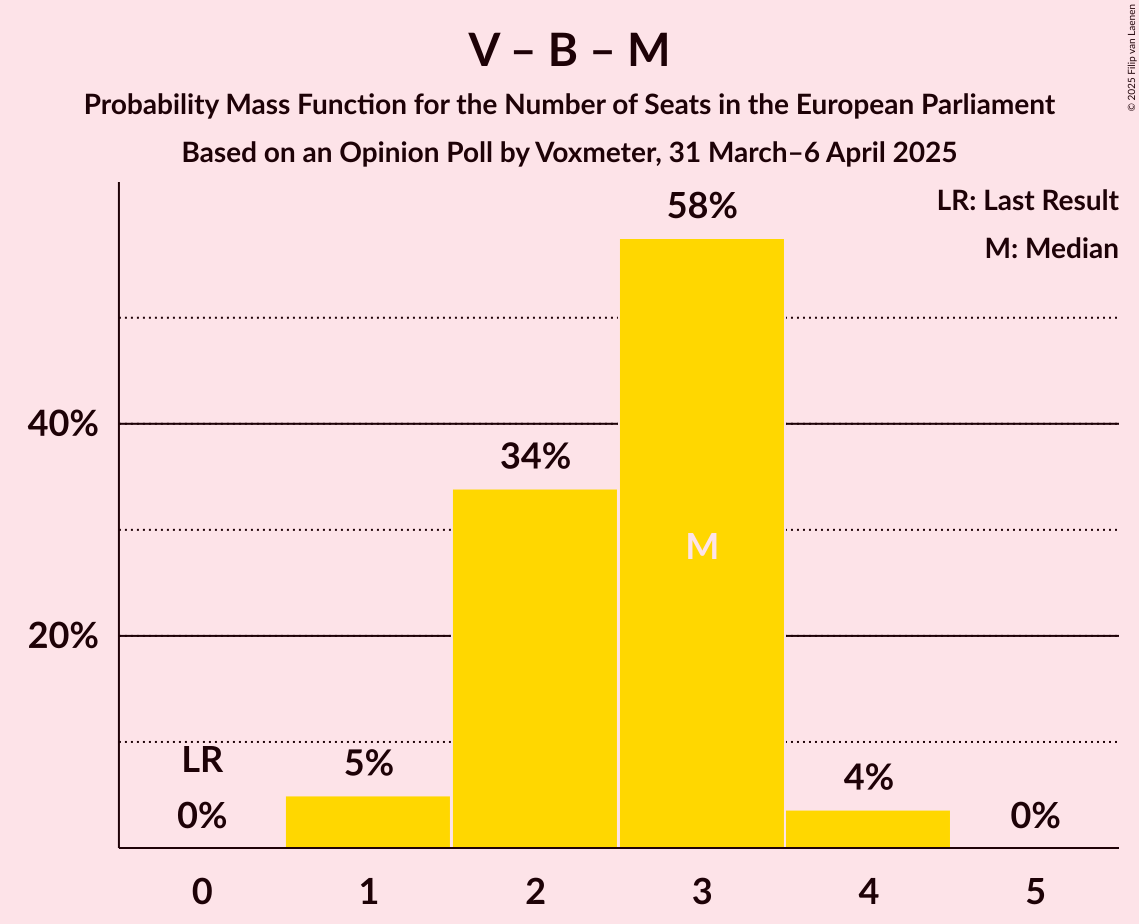 V – B – M
Probability Mass Function for the Number of Seats in the European Parliament
Based on an Opinion Poll by Voxmeter, 31 March–6 April 2025
© 2025 Filip van Laenen
LR: Last Result
M: Median
58%
40%
34%
M
20%
LR
0%
5%
4%
0%
0 1 2 3 4 5